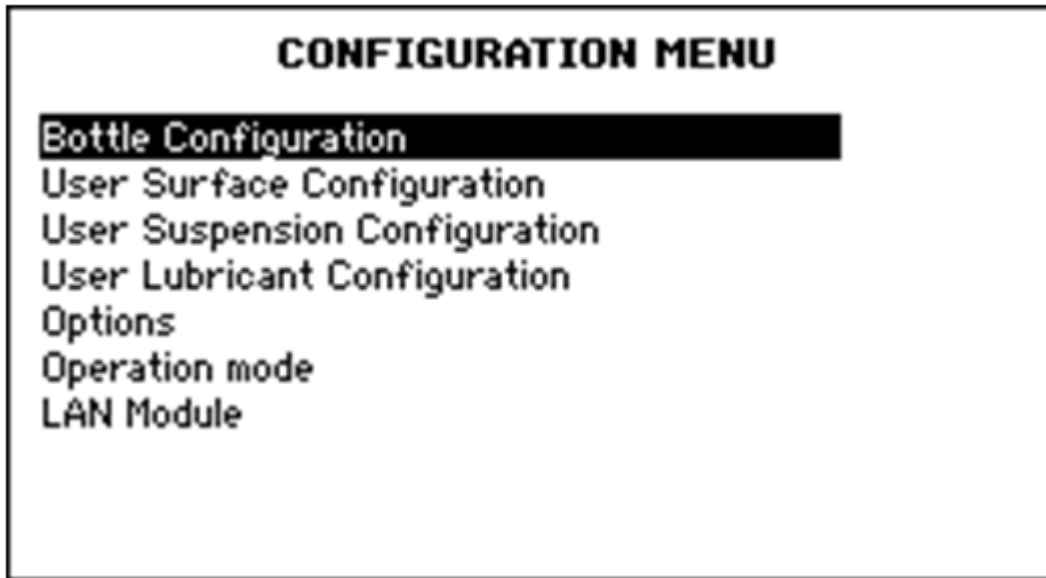 CONFIGURATION MENU
Bottle Configuration
User Surface Configuration
User Suspension Configuration
User Lubricant Configuration
Options
Operation mode
LAN Module